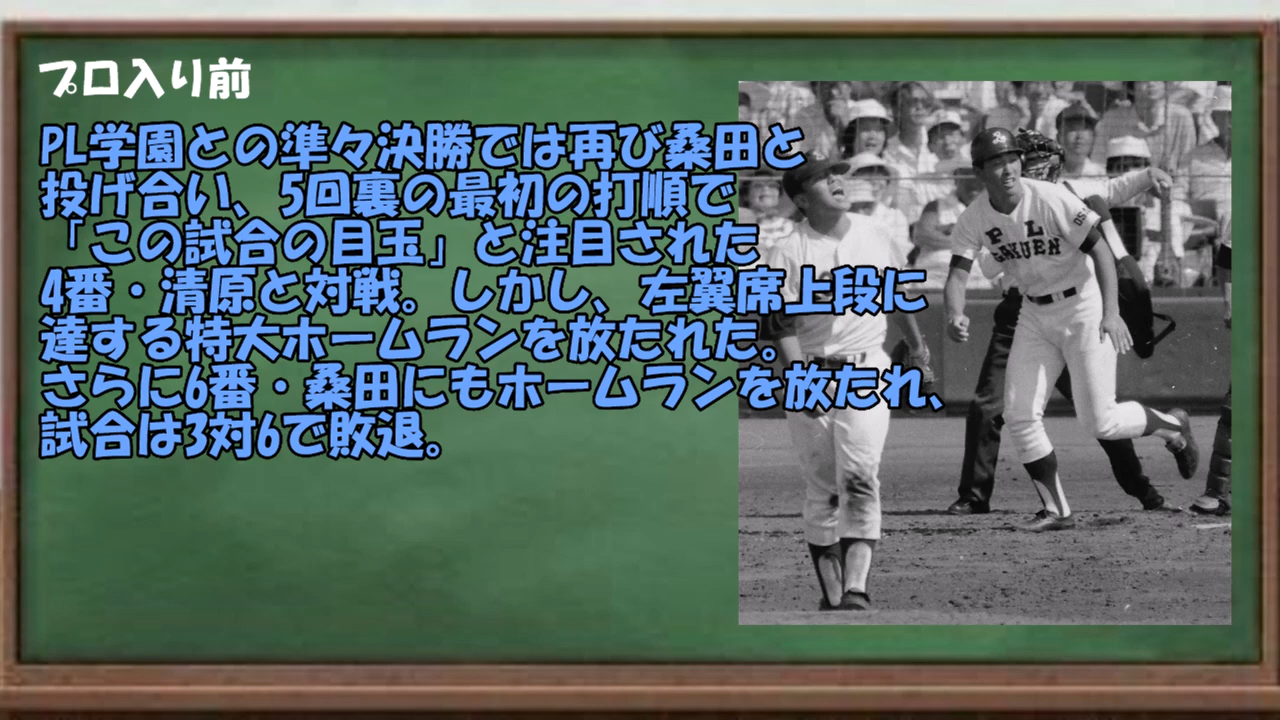 プロ入り前
PL学園との準々決勝では再び桑田と
投げ合い、5回裏の最初の打順で
「この試合の目玉」と注目された
4番・清原と対戦。しかし、左翼席上段に
達する特大ホームランを放たれた。
さらに6番・桑田にもホームランを放たれ、
試合は3対6で敗退。
PL
GAKUEN